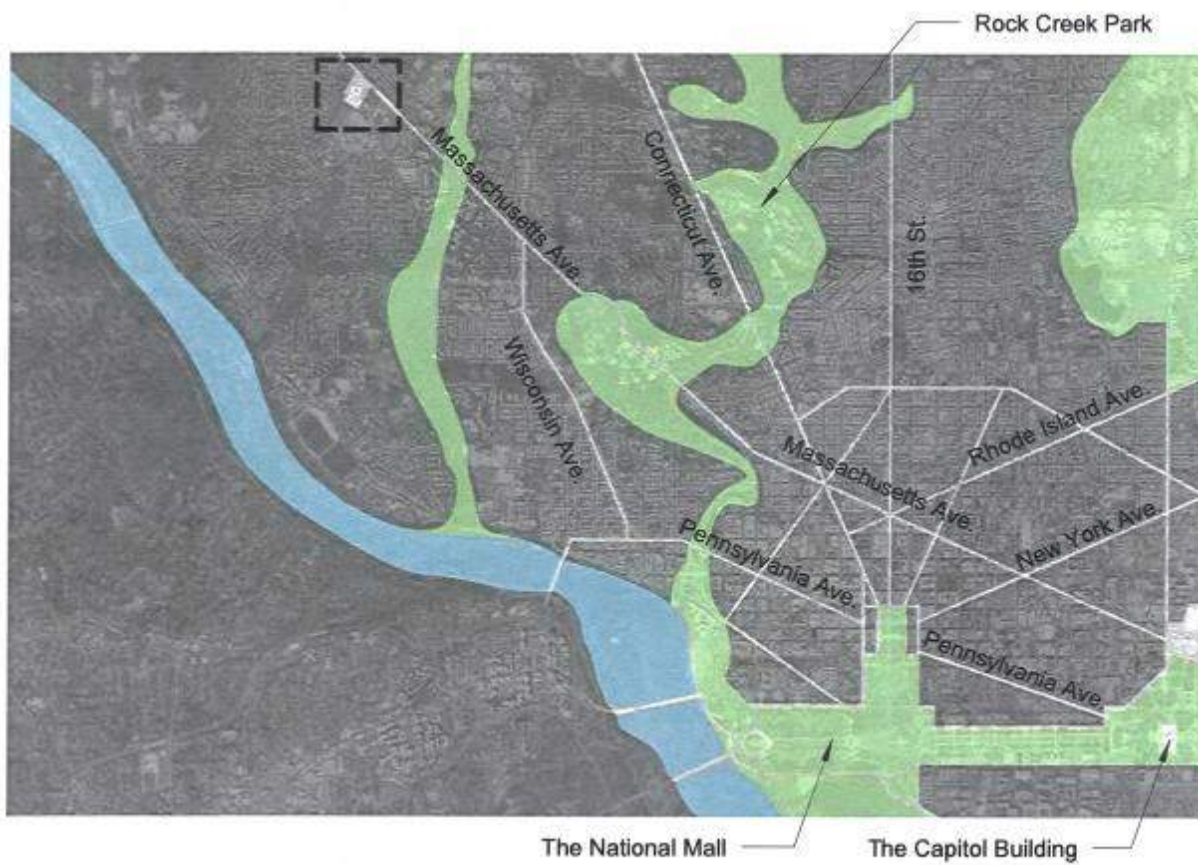 Rock Creek Park
Massachusetts Ave.
Connecticut Ave.
16th St.
Wisconsin Ave.
Rhode Island Ave.
Massachusetts Ave.
New York Ave
Pennsylvania Ave.
Pennsylvania Ave.
The National Mall
The Capitol Building